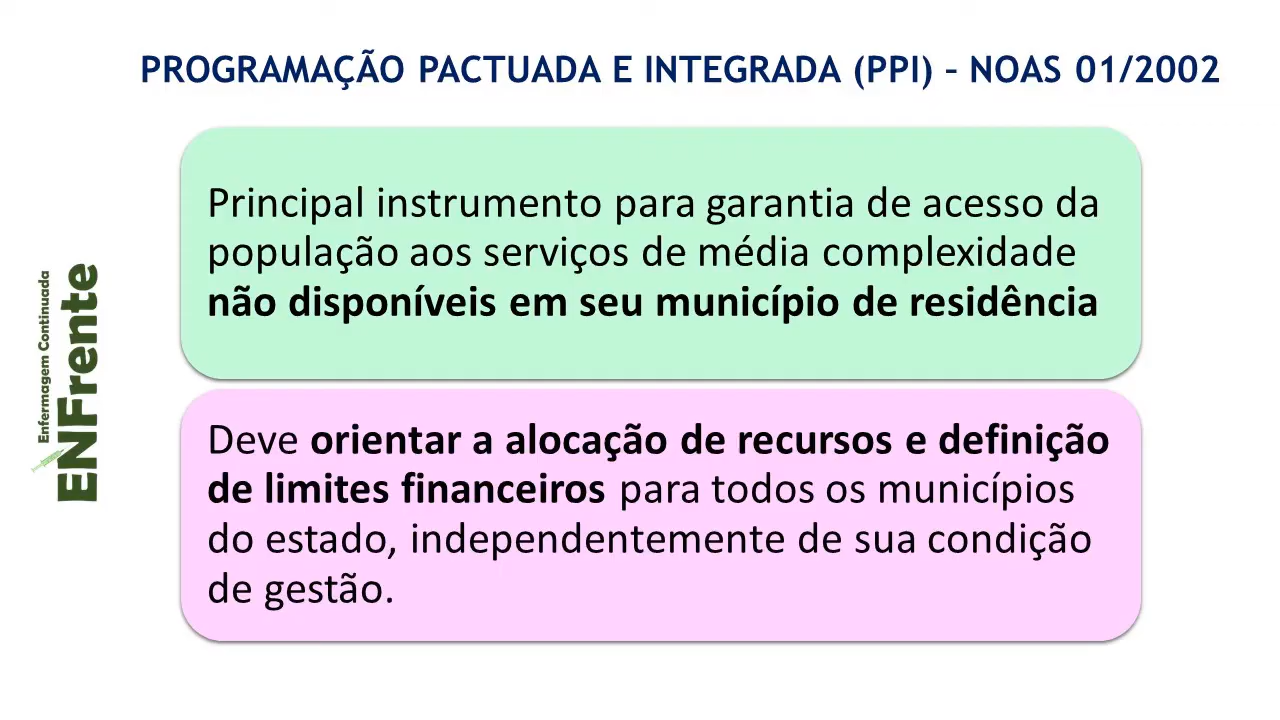 PROGRAMAÇÃO PACTUADA E INTEGRADA (PPI) – NOAS 01/2002
Principal instrumento para garantia de acesso da
população aos serviços de média complexidade
não disponíveis em seu município de residência
Deve orientar a alocação de recursos e definição
de limites financeiros para todos os municípios
do estado, independentemente de sua condição
de gestão.
Enfermagem Continuada
ENFrente